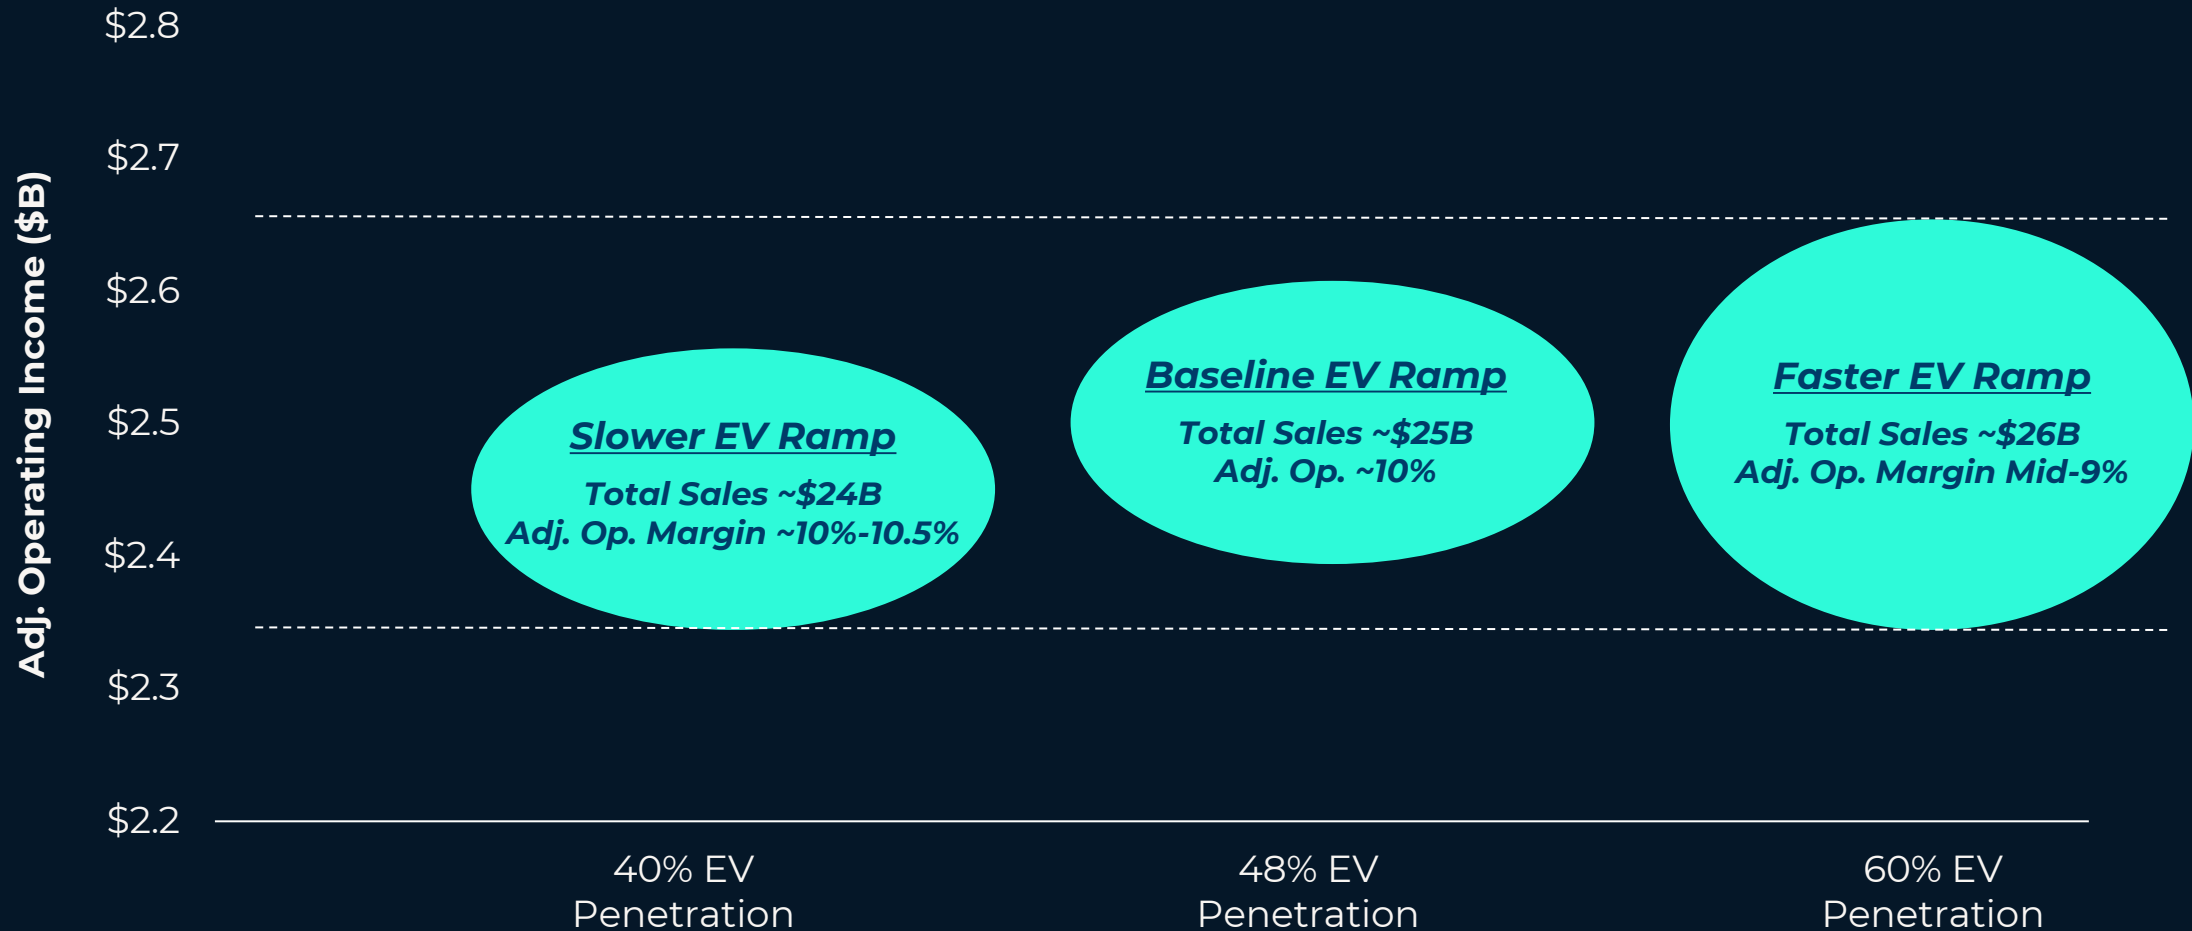 Adj. Operating Income ($B)
$2.8
$2.7
$2.6
$2.5
$2.4
$2.3
$2.2
Slower EV Ramp
Total Sales ~$24B
Adj. Op. Margin ~10%-10.5%
Baseline EV Ramp
Total Sales ~$25B
Adj. Op. ~10%
Faster EV Ramp
Total Sales ~$26B
Adj. Op. Margin Mid-9%
40% EV
Penetration
48% EV
Penetration
60% EV
Penetration